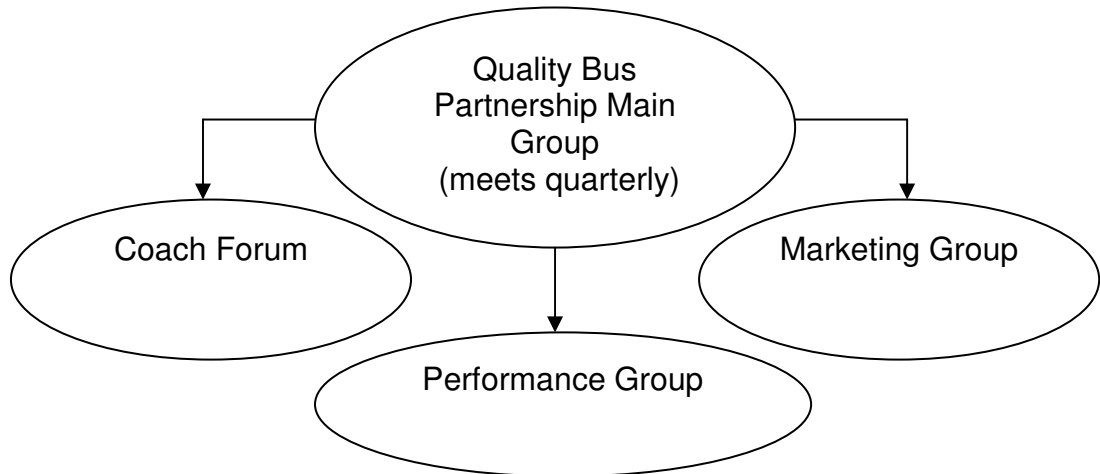 Quality Bus
Partnership Main
Group
(meets quarterly)
Coach Forum
Marketing Group
Performance Group